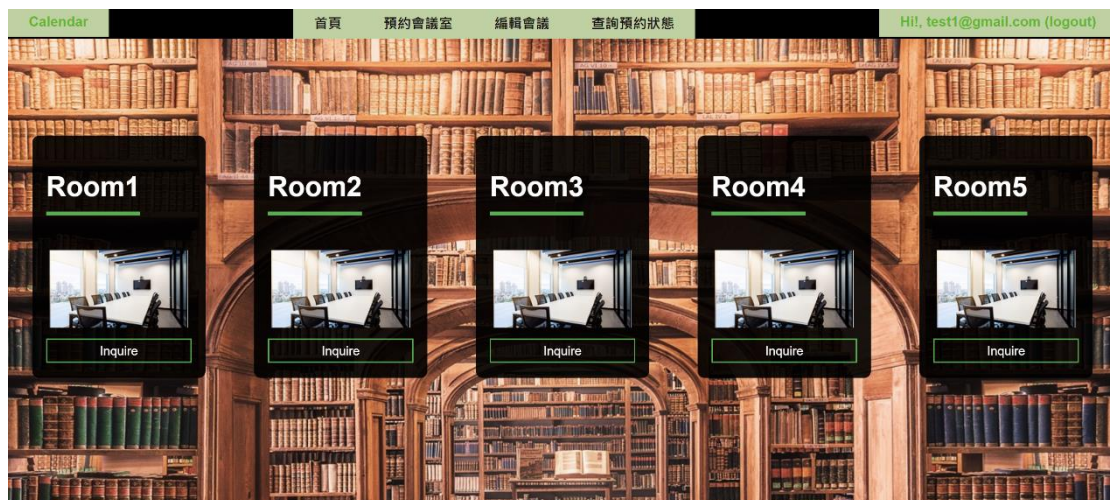 Calendar
首頁 預約會議室 編輯會議 查詢預約狀態
Hi!, test1@gmail.com (logout)
Room1
Inquire
Room2
Inquire
Room3
Inquire
Room4
Inquire
Room5
Inquire